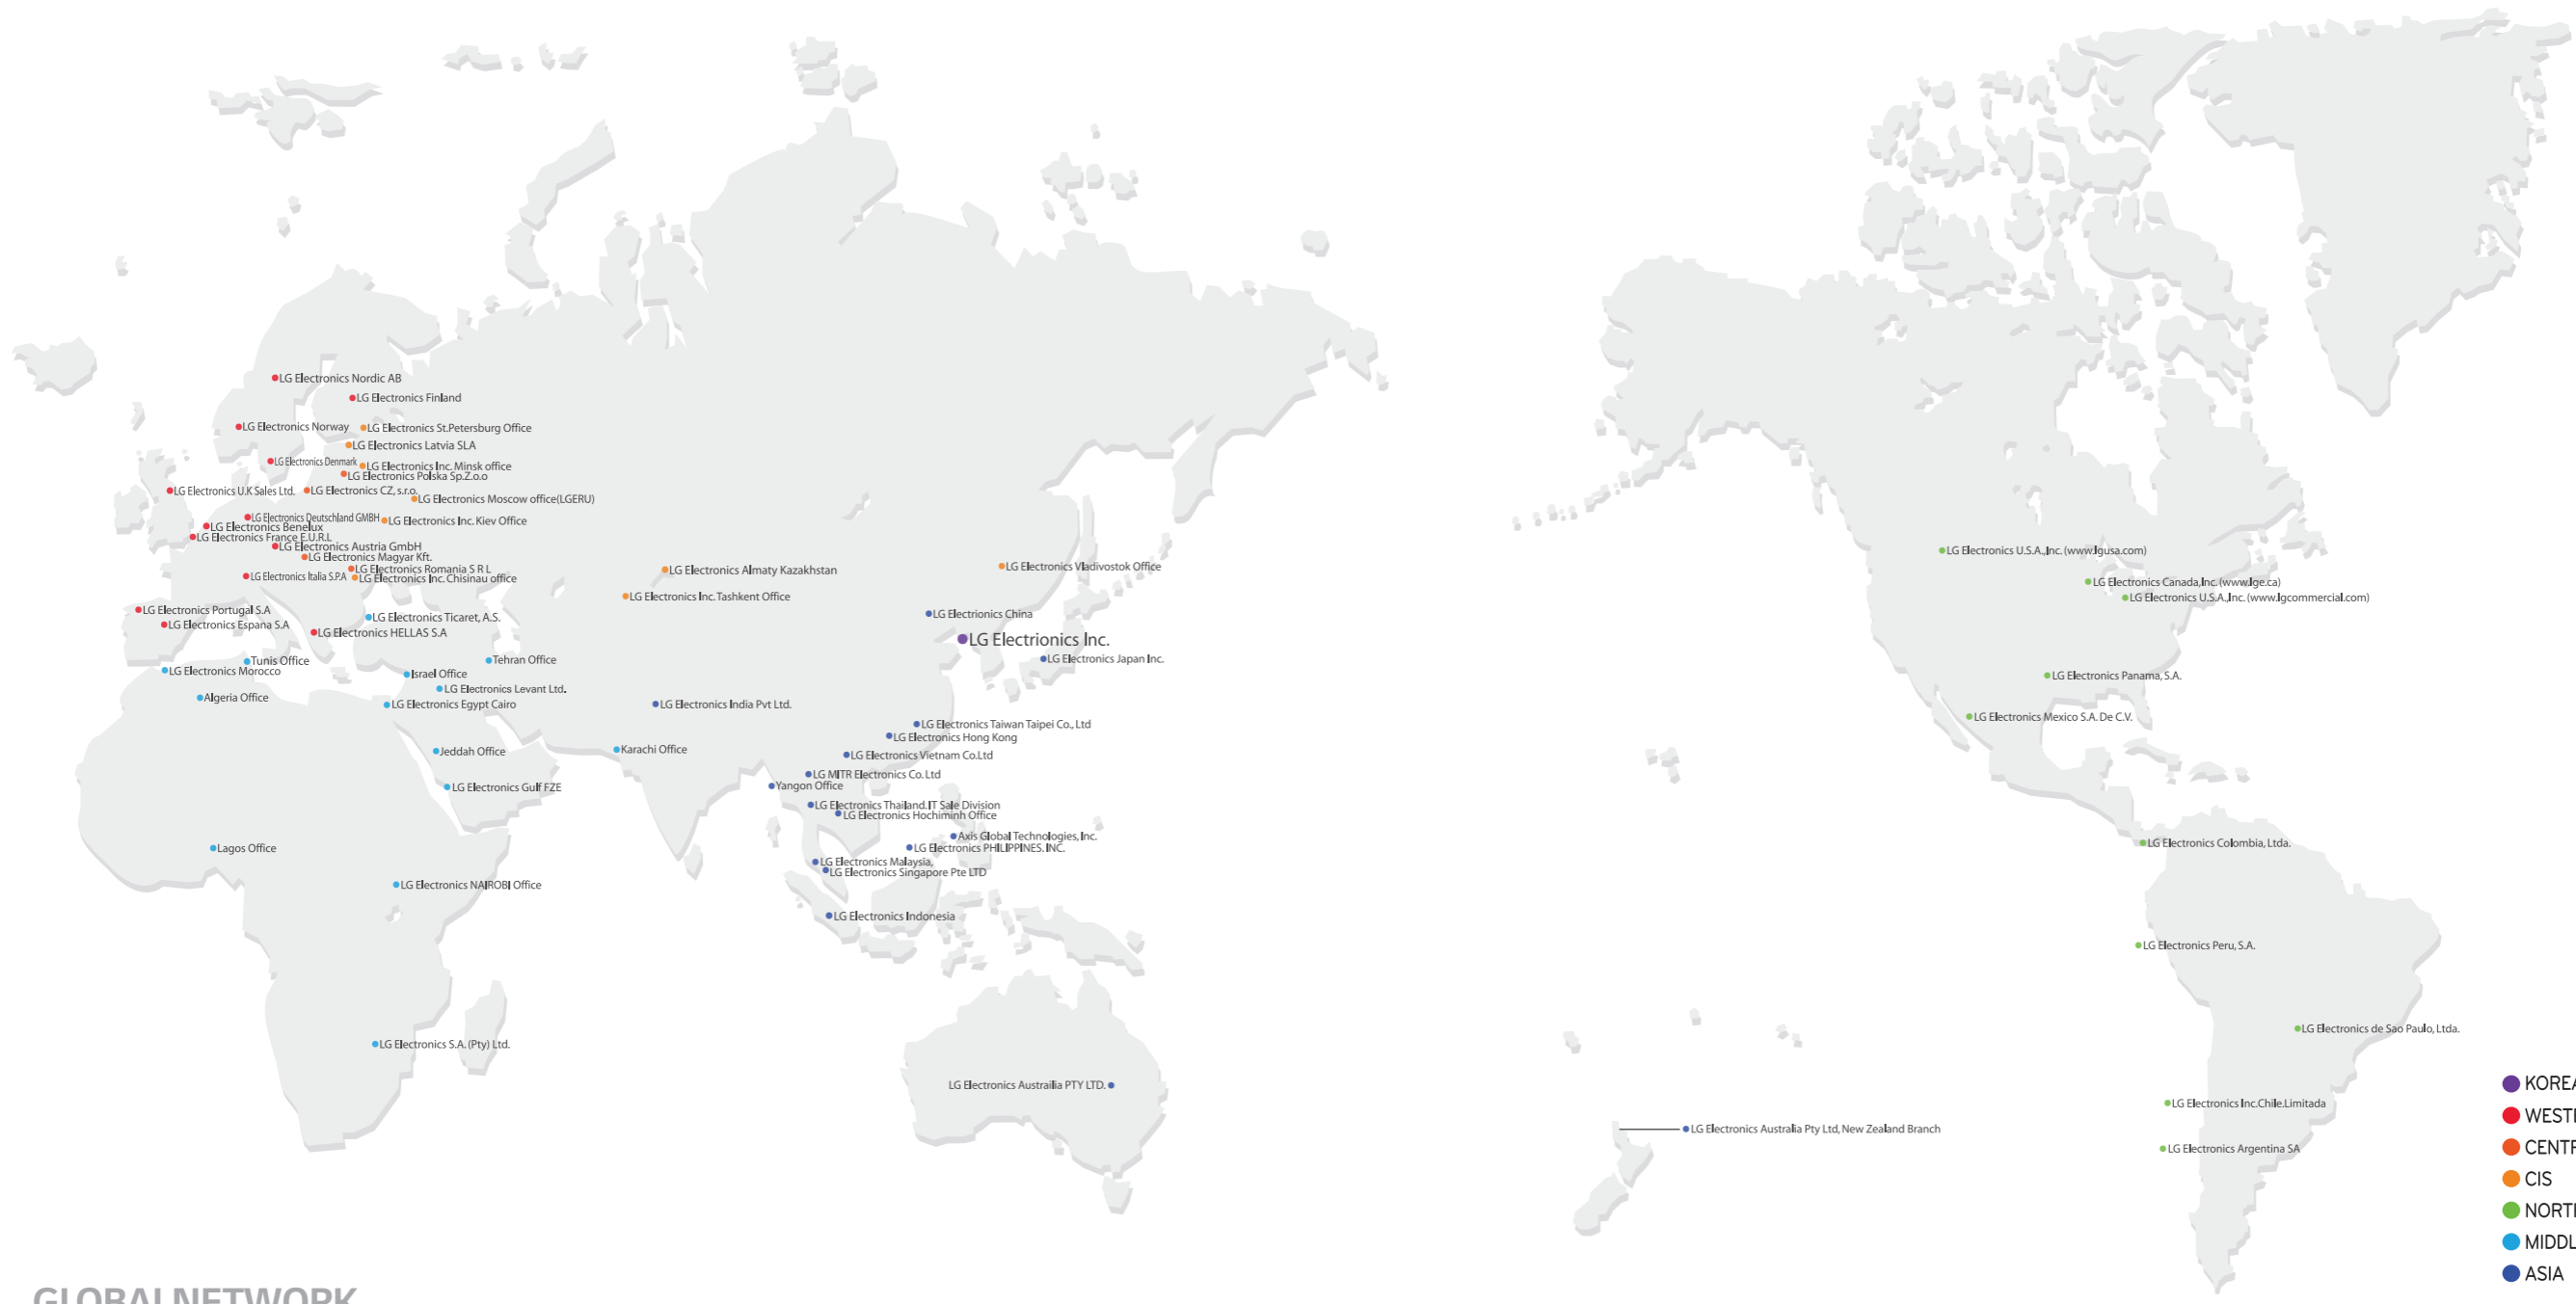 LG Electronics Nordic AB
LG Electronics Finland
LG Electronics Norway
LG Electronics St.Petersburg Office
LG Electronics Latvia SLA
LG Electronics Denmark
LG Electronics Inc. Minsk office
LG Electronics Polska Sp.Z.o.o
LG Electronics U.K Sales Ltd.
LG Electronics CZ, s.r.o.
LG Electronics Moscow office(LGERU)
LG Electronics Deutschland GMBH
LG Electronics Inc. Kiev Office
LG Electronics Benelux
LG Electronics France E.U.R.L
LG Electronics Austria GmbH
LG Electronics Magyar Kft.
LG Electronics Romania S R L
LG Electronics Italia S.P.A
LG Electronics Inc. Chisinau office
LG Electronics Portugal S.A
LG Electronics Ticaret, A.S.
LG Electronics Espana S.A
LG Electronics HELLAS S.A
Tunis Office
Tehran Office
LG Electronics Morocco
Israel Office
LG Electronics Levant Ltd.
Algeria Office
LG Electronics Egypt Cairo
Jeddah Office
LG Electronics Gulf FZE
Lagos Office
LG Electronics NAIROBI Office
LG Electronics S.A. (Pty) Ltd.
LG Electronics Almaty Kazakhstan
LG Electronics Inc. Tashkent Office
LG Electronics Vladivostok Office
LG Electrionics China
LG Electrionics Inc.
LG Electronics Japan Inc.
LG Electronics India Pvt Ltd.
LG Electronics Taiwan Taipei Co., Ltd
LG Electronics Hong Kong
Karachi Office
LG Electronics Vietnam Co.Ltd
LG MITR Electronics Co. Ltd
Yangon Office
LG Electronics Thailand. IT Sale Division
LG Electronics Hochiminh Office
Axis Global Technologies, Inc.
LG Electronics PHILIPPINES. INC.
LG Electronics Malaysia,
LG Electronics Singapore Pte LTD
LG Electronics Indonesia
LG Electronics Austrailia PTY LTD.
LG Electronics Australia Pty Ltd, New Zealand Branch
LG Electronics U.S.A., Inc. (www.lgusa.com)
LG Electronics Canada, Inc. (www.lge.ca)
LG Electronics U.S.A., Inc. (www.lgcommercial.com)
LG Electronics Panama, S.A.
LG Electronics Mexico S.A. De C.V.
LG Electronics Colombia, Ltda.
LG Electronics Peru, S.A.
LG Electronics de Sao Paulo, Ltda.
LG Electronics Inc.Chile.Limitada
LG Electronics Argentina SA
KOREA
WESTE
CENTR
CIS
NORTH
MIDDL
ASIA
GLOBAL NETWORK